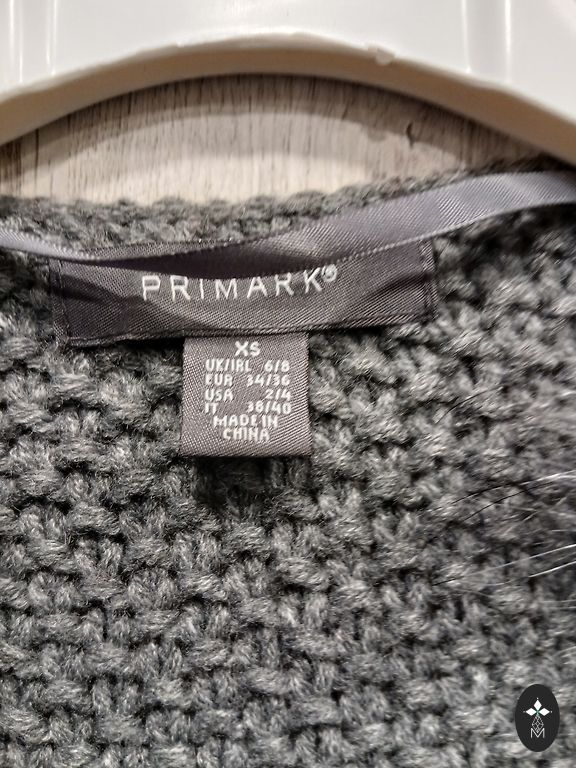 PRIMARK®
XS
UK/IRL 6/8
EUR 34/36
USA 2/4
IT 38/40
MADE IN
CHINA
M